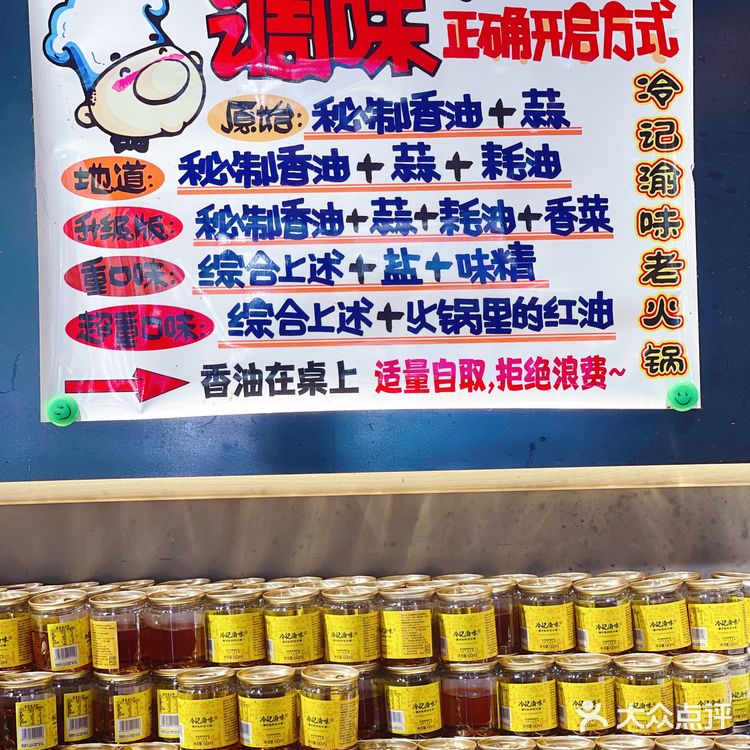 调味
正确开启方式
原始: 秘制香油+蒜
地道: 秘制香油+蒜+耗油
升级版: 秘制香油+蒜+耗油+香菜
重口味: 综合上述+盐+味精
超重口味: 综合上述+火锅里的红油
香油在桌上 适量自取,拒绝浪费~
冷记渝味老火锅
冷记渝味
大众点评